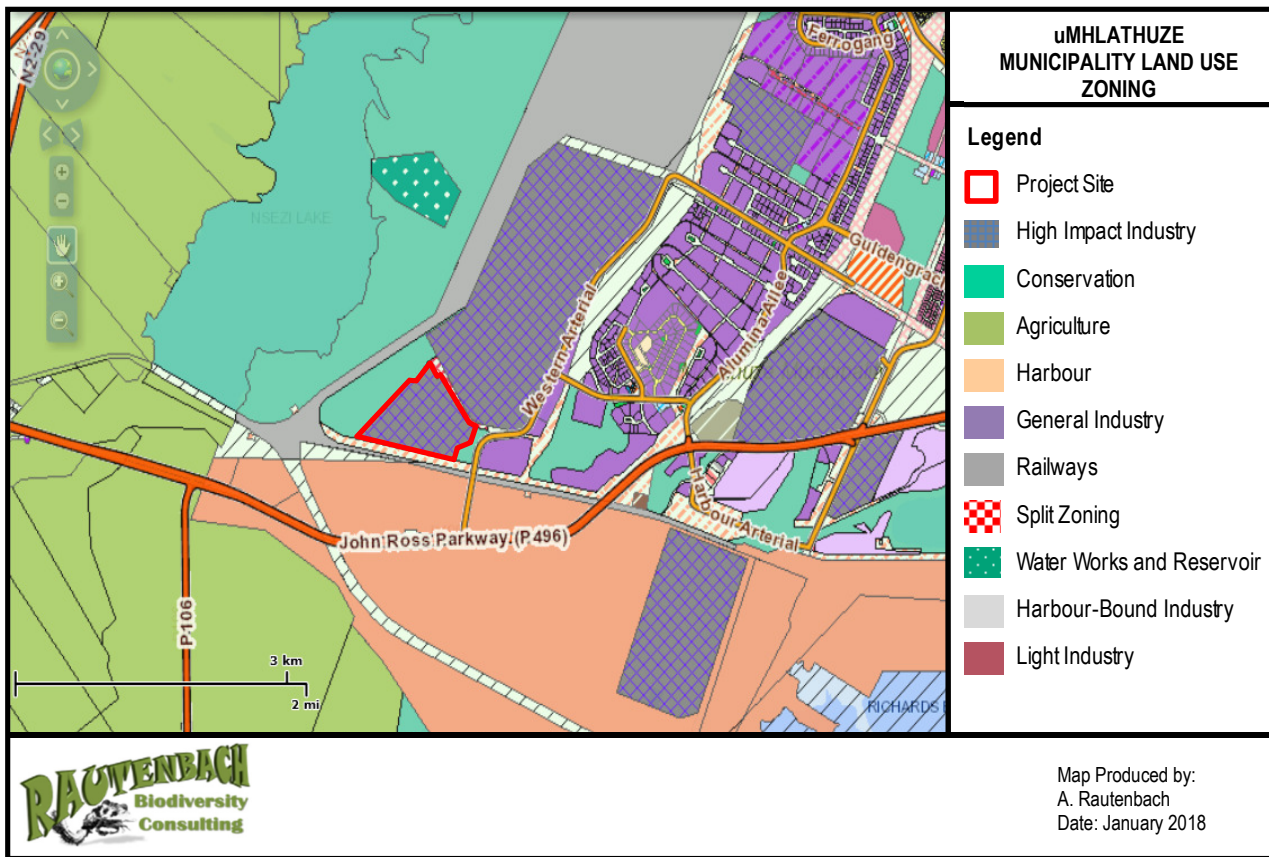 uMHLATHUZE
MUNICIPALITY LAND USE
ZONING
Legend
Project Site
High Impact Industry
Conservation
Agriculture
Harbour
General Industry
Railways
Split Zoning
Water Works and Reservoir
Harbour-Bound Industry
Light Industry
N2-29
Ferrogang
NSEZI LAKE
Guldengrach
Western Arterial
Alumina Allee
Harbour Arterial
John Ross Parkway (P496)
P106
3 km
2 mi
RICHARDS
RAUTENBACH
Biodiversity
Consulting
Map Produced by:
A. Rautenbach
Date: January 2018